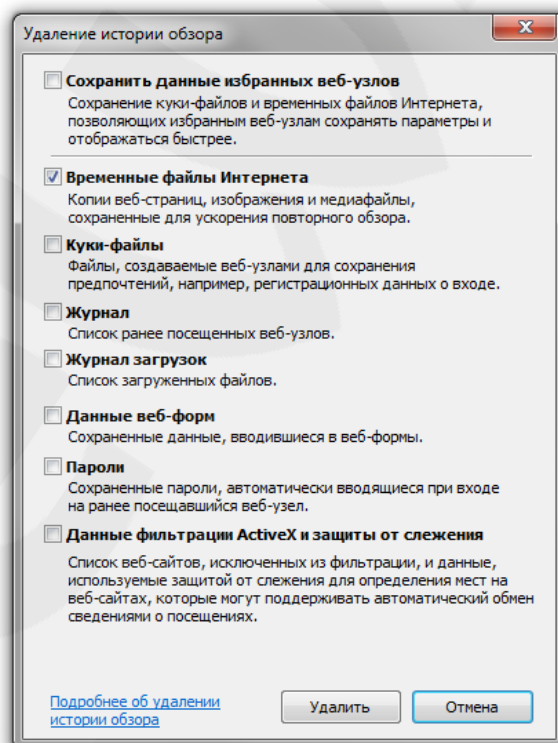 Удаление истории обзора
Сохранить данные избранных веб-узлов
Сохранение куки-файлов и временных файлов Интернета,
позволяющих избранным веб-узлам сохранять параметры и
отображаться быстрее.
Временные файлы Интернета
Копии веб-страниц, изображения и медиафайлы,
сохраненные для ускорения повторного обзора.
Куки-файлы
Файлы, создаваемые веб-узлами для сохранения
предпочтений, например, регистрационных данных о входе.
Журнал
Список ранее посещенных веб-узлов.
Журнал загрузок
Список загруженных файлов.
Данные веб-форм
Сохраненные данные, вводившиеся в веб-формы.
Пароли
Сохраненные пароли, автоматически вводящиеся при входе
на ранее посещавшийся веб-узел.
Данные фильтрации ActiveX и защиты от слежения
Список веб-сайтов, исключенных из фильтрации, и данные,
используемые защитой от слежения для определения мест на
веб-сайтах, которые могут поддерживать автоматический обмен
сведениями о посещениях.
Подробнее об удалении
истории обзора
Удалить
Отмена